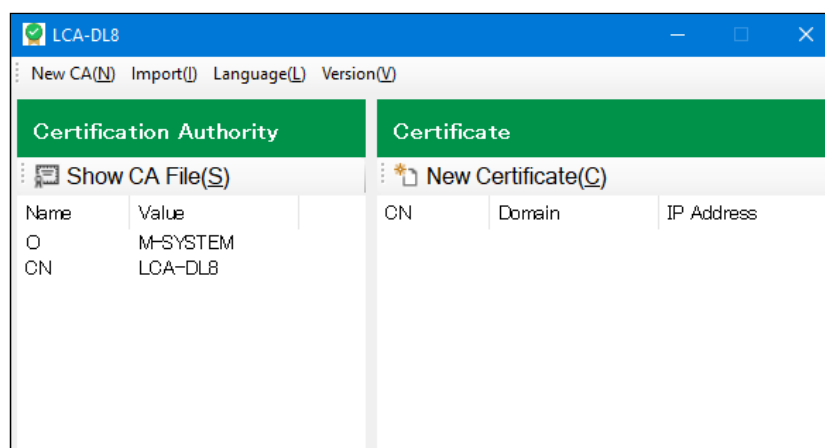 LCA-DL8
New CA(N) Import(I) Language(L) Version(V)
Certification Authority
Show CA File(S)
Name Value
O M-SYSTEM
CN LCA-DL8
Certificate
New Certificate(C)
CN Domain IP Address